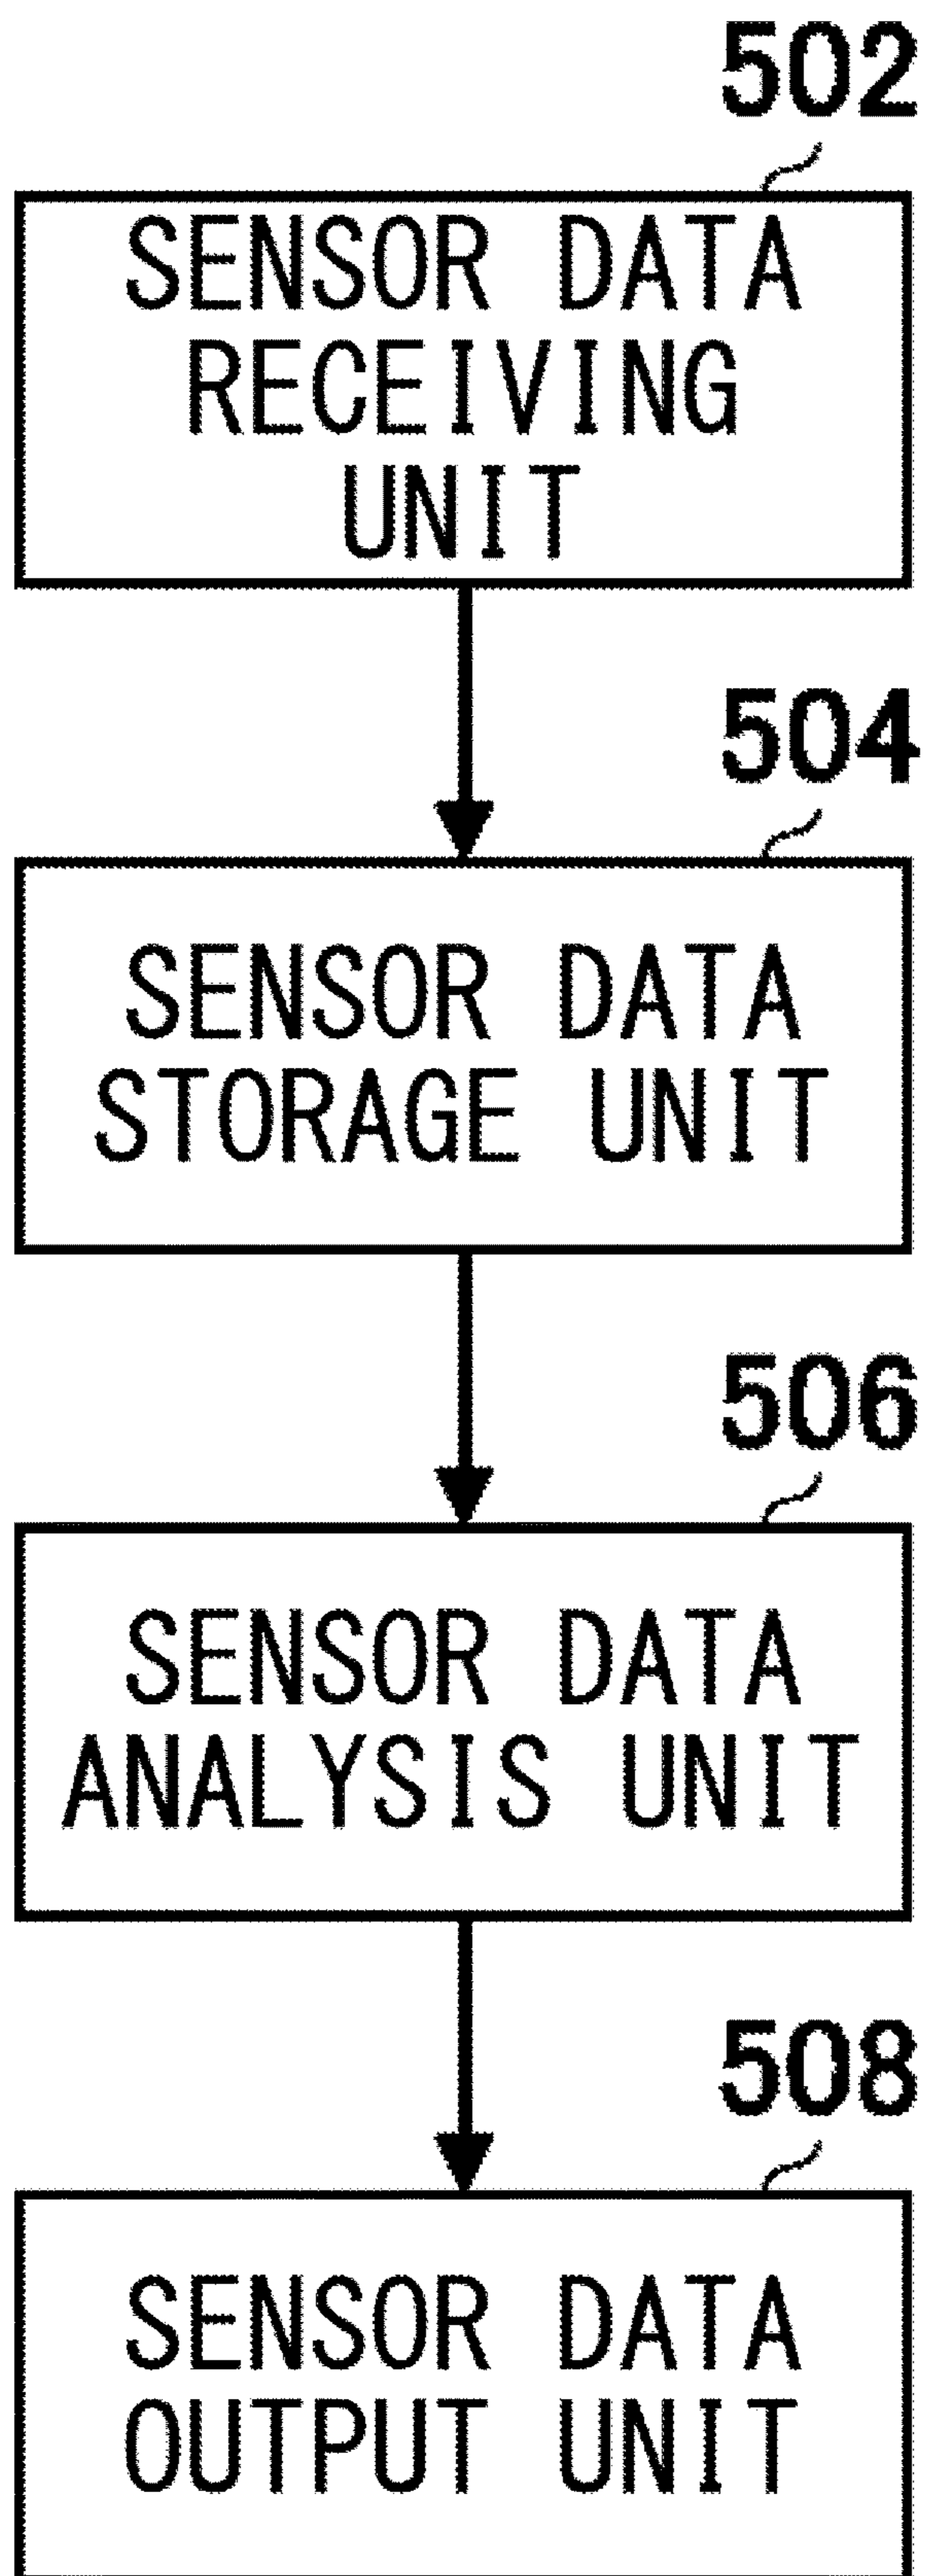 502
SENSOR DATA
RECEIVING
UNIT
504
SENSOR DATA
STORAGE UNIT
506
SENSOR DATA
ANALYSIS UNIT
508
SENSOR DATA
OUTPUT UNIT